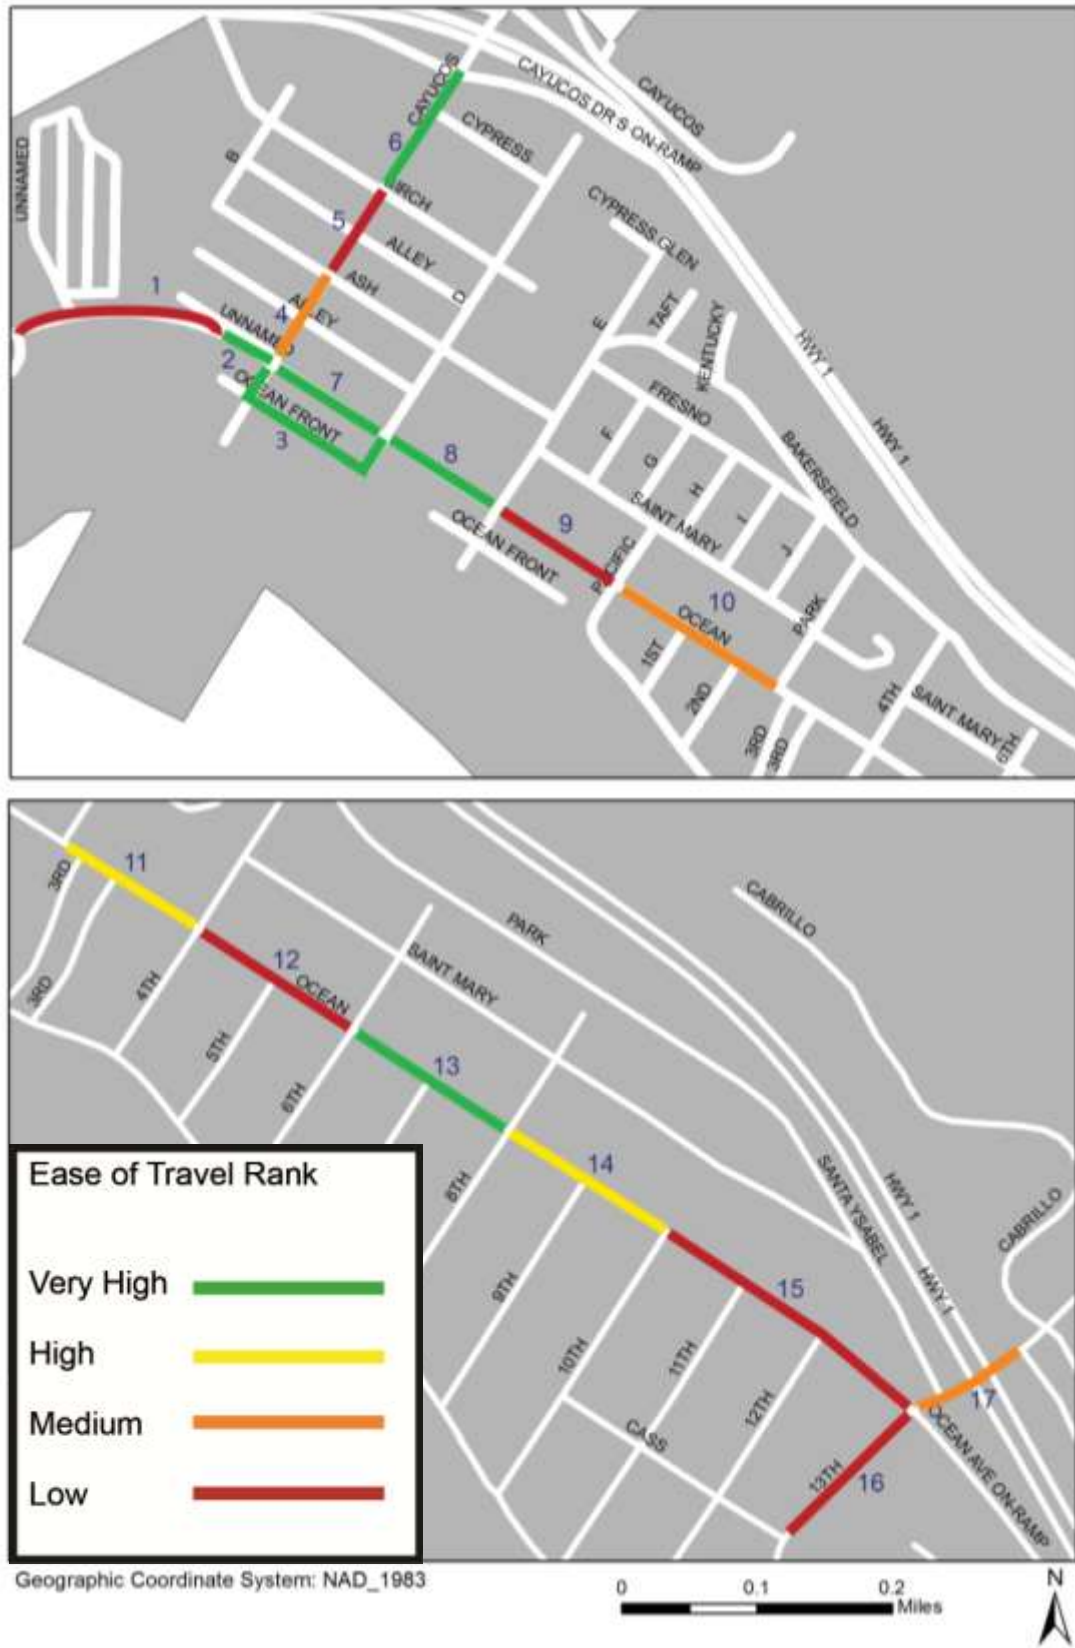 CAYUCOS
CAYUCOS DR S ON-RAMP
CAYUCOS
6
CYPRESS
UNNAMED
B
IRCH
CYPRESS GLEN
5
ALLEY
1
ASH
D
TAFT
4
ALLEY
UNNAMED
E
KENTUCKY
HWY 1
2
7
OCEAN FRONT
FRESNO
HWY 1
3
8
F
G
H
I
J
BAKERSFIELD
SAINT MARY
9
OCEAN FRONT
PACIFIC
10
OCEAN
PARK
1ST
2ND
3RD
3RD
4TH
SAINT MARY
6TH
11
3RD
3RD
4TH
12
OCEAN
SAINT MARY
PARK
CABRILLO
5TH
6TH
13
8TH
14
9TH
SANTA YSABEL
HWY 1
CABRILLO
HWY 1
15
10TH
11TH
12TH
CASS
13TH
16
17
OCEAN AVE ON-RAMP
Ease of Travel Rank
Very High
High
Medium
Low
Geographic Coordinate System: NAD_1983
0 0.1 0.2
Miles
N